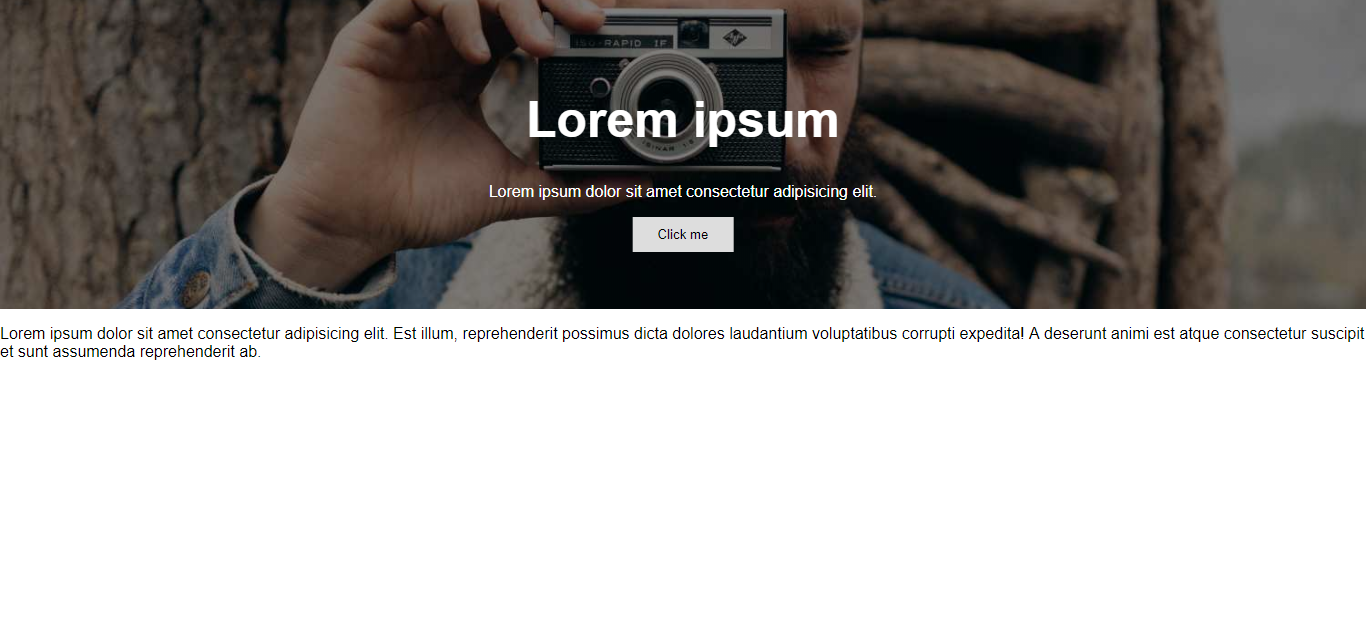 ISO-RAPID IF
Lorem ipsum
Lorem ipsum dolor sit amet consectetur adipisicing elit.
Click me
Lorem ipsum dolor sit amet consectetur adipisicing elit. Est illum, reprehenderit possimus dicta dolores laudantium voluptatibus corrupti expedita! A deserunt animi est atque consectetur suscipit
et sunt assumenda reprehenderit ab.